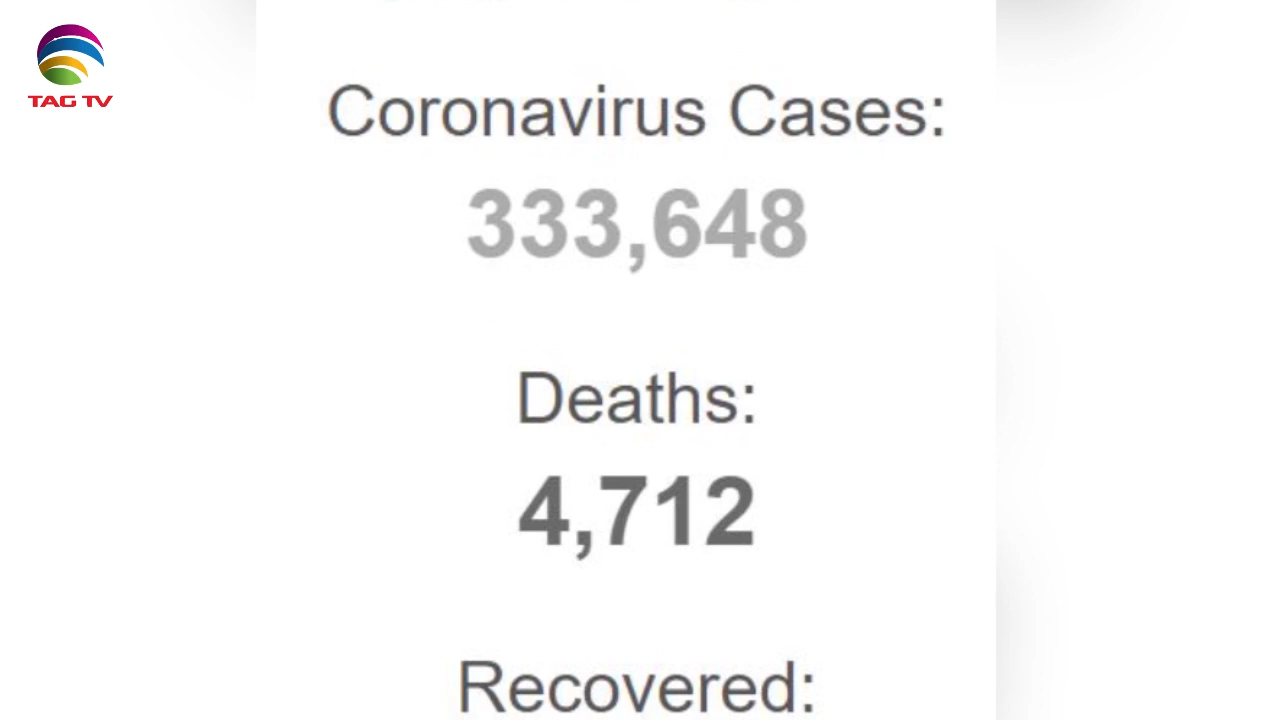 TAG TV
Coronavirus Cases:
333,648
Deaths:
4,712
Recovered: